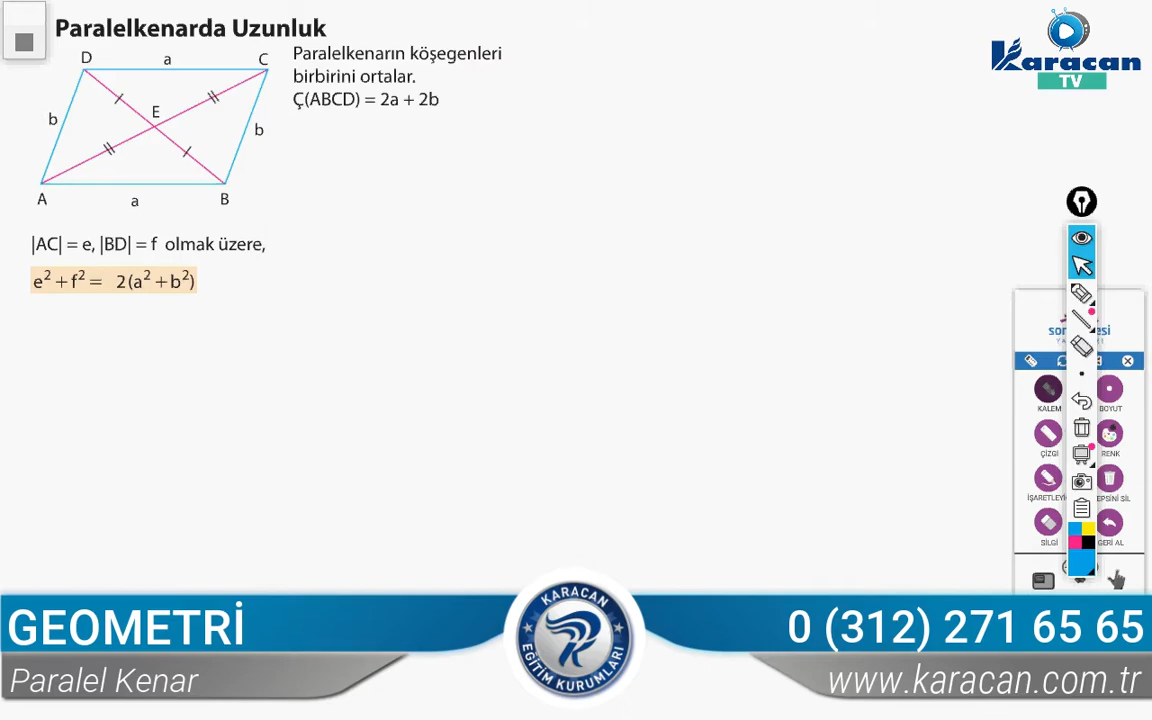 Paralelkenarda Uzunluk
D a C
Paralelkenarın köşegenleri
birbirini ortalar.
Ç(ABCD) = 2a + 2b
E
b
b
A a B
|AC| = e, |BD| = f olmak üzere,
e² + f² = 2(a² + b²)
Karacan
TV
KALEM
BOYUT
ÇİZGİ
RENK
SİLGİ
GERİ AL
GEOMETRİ
Paralel Kenar
KARACAN
EĞİTİM KURUMLARI
0 (312) 271 65 65
www.karacan.com.tr